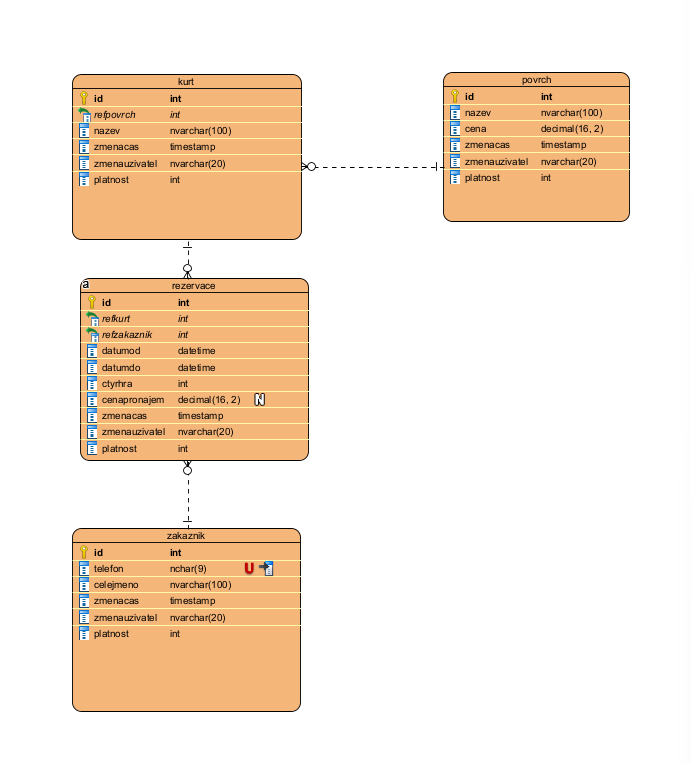 kurt
id int
refpovrch int
nazev nvarchar(100)
zmenacas timestamp
zmenauzivatel nvarchar(20)
platnost int
povrch
id int
nazev nvarchar(100)
cena decimal(16, 2)
zmenacas timestamp
zmenauzivatel nvarchar(20)
platnost int
a
rezervace
id int
refkurt int
refzakaznik int
datumod datetime
datumdo datetime
ctyrhra int
cenapronajem decimal(16, 2) N
zmenacas timestamp
zmenauzivatel nvarchar(20)
platnost int
zakaznik
id int
telefon nchar(9) U
celejmeno nvarchar(100)
zmenacas timestamp
zmenauzivatel nvarchar(20)
platnost int